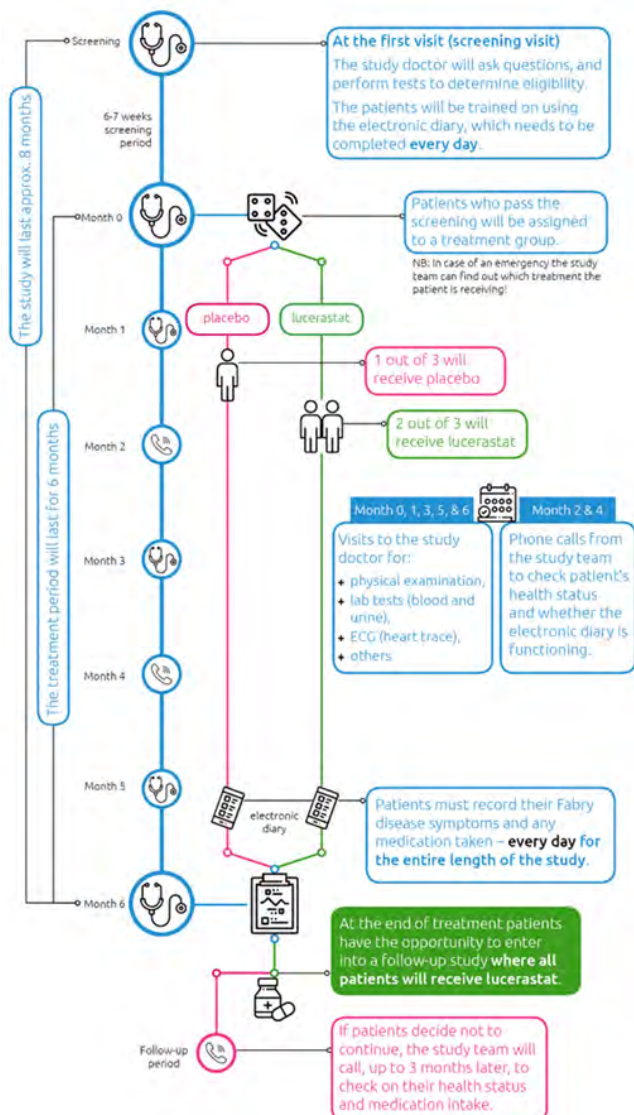 Screening
At the first visit (screening visit)
The study doctor will ask questions, and
perform tests to determine eligibility.
The patients will be trained on using
the electronic diary, which needs to be
completed every day.
6-7 weeks
screening
period
The study will last approx. 8 months
Month 0
Patients who pass the
screening will be assigned
to a treatment group.
NB: In case of an emergency the study
team can find out which treatment the
patient is receiving!
placebo
lucerastat
Month 1
1 out of 3 will
receive placebo
2 out of 3 will
receive lucerastat
Month 2
The treatment period will last for 6 months
Month 0, 1, 3, 5, & 6
Visits to the study
doctor for:
+ physical examination,
+ lab tests (blood and
urine),
+ ECG (heart trace),
+ others
Month 2 & 4
Phone calls from
the study team
to check patient's
health status
and whether the
electronic diary is
functioning.
Month 3
Month 4
Month 5
electronic
diary
Patients must record their Fabry
disease symptoms and any
medication taken – every day for
the entire length of the study.
Month 6
At the end of treatment patients
have the opportunity to enter
into a follow-up study where all
patients will receive lucerastat.
Follow-up
period
If patients decide not to
continue, the study team will
call, up to 3 months later, to
check on their health status
and medication intake.